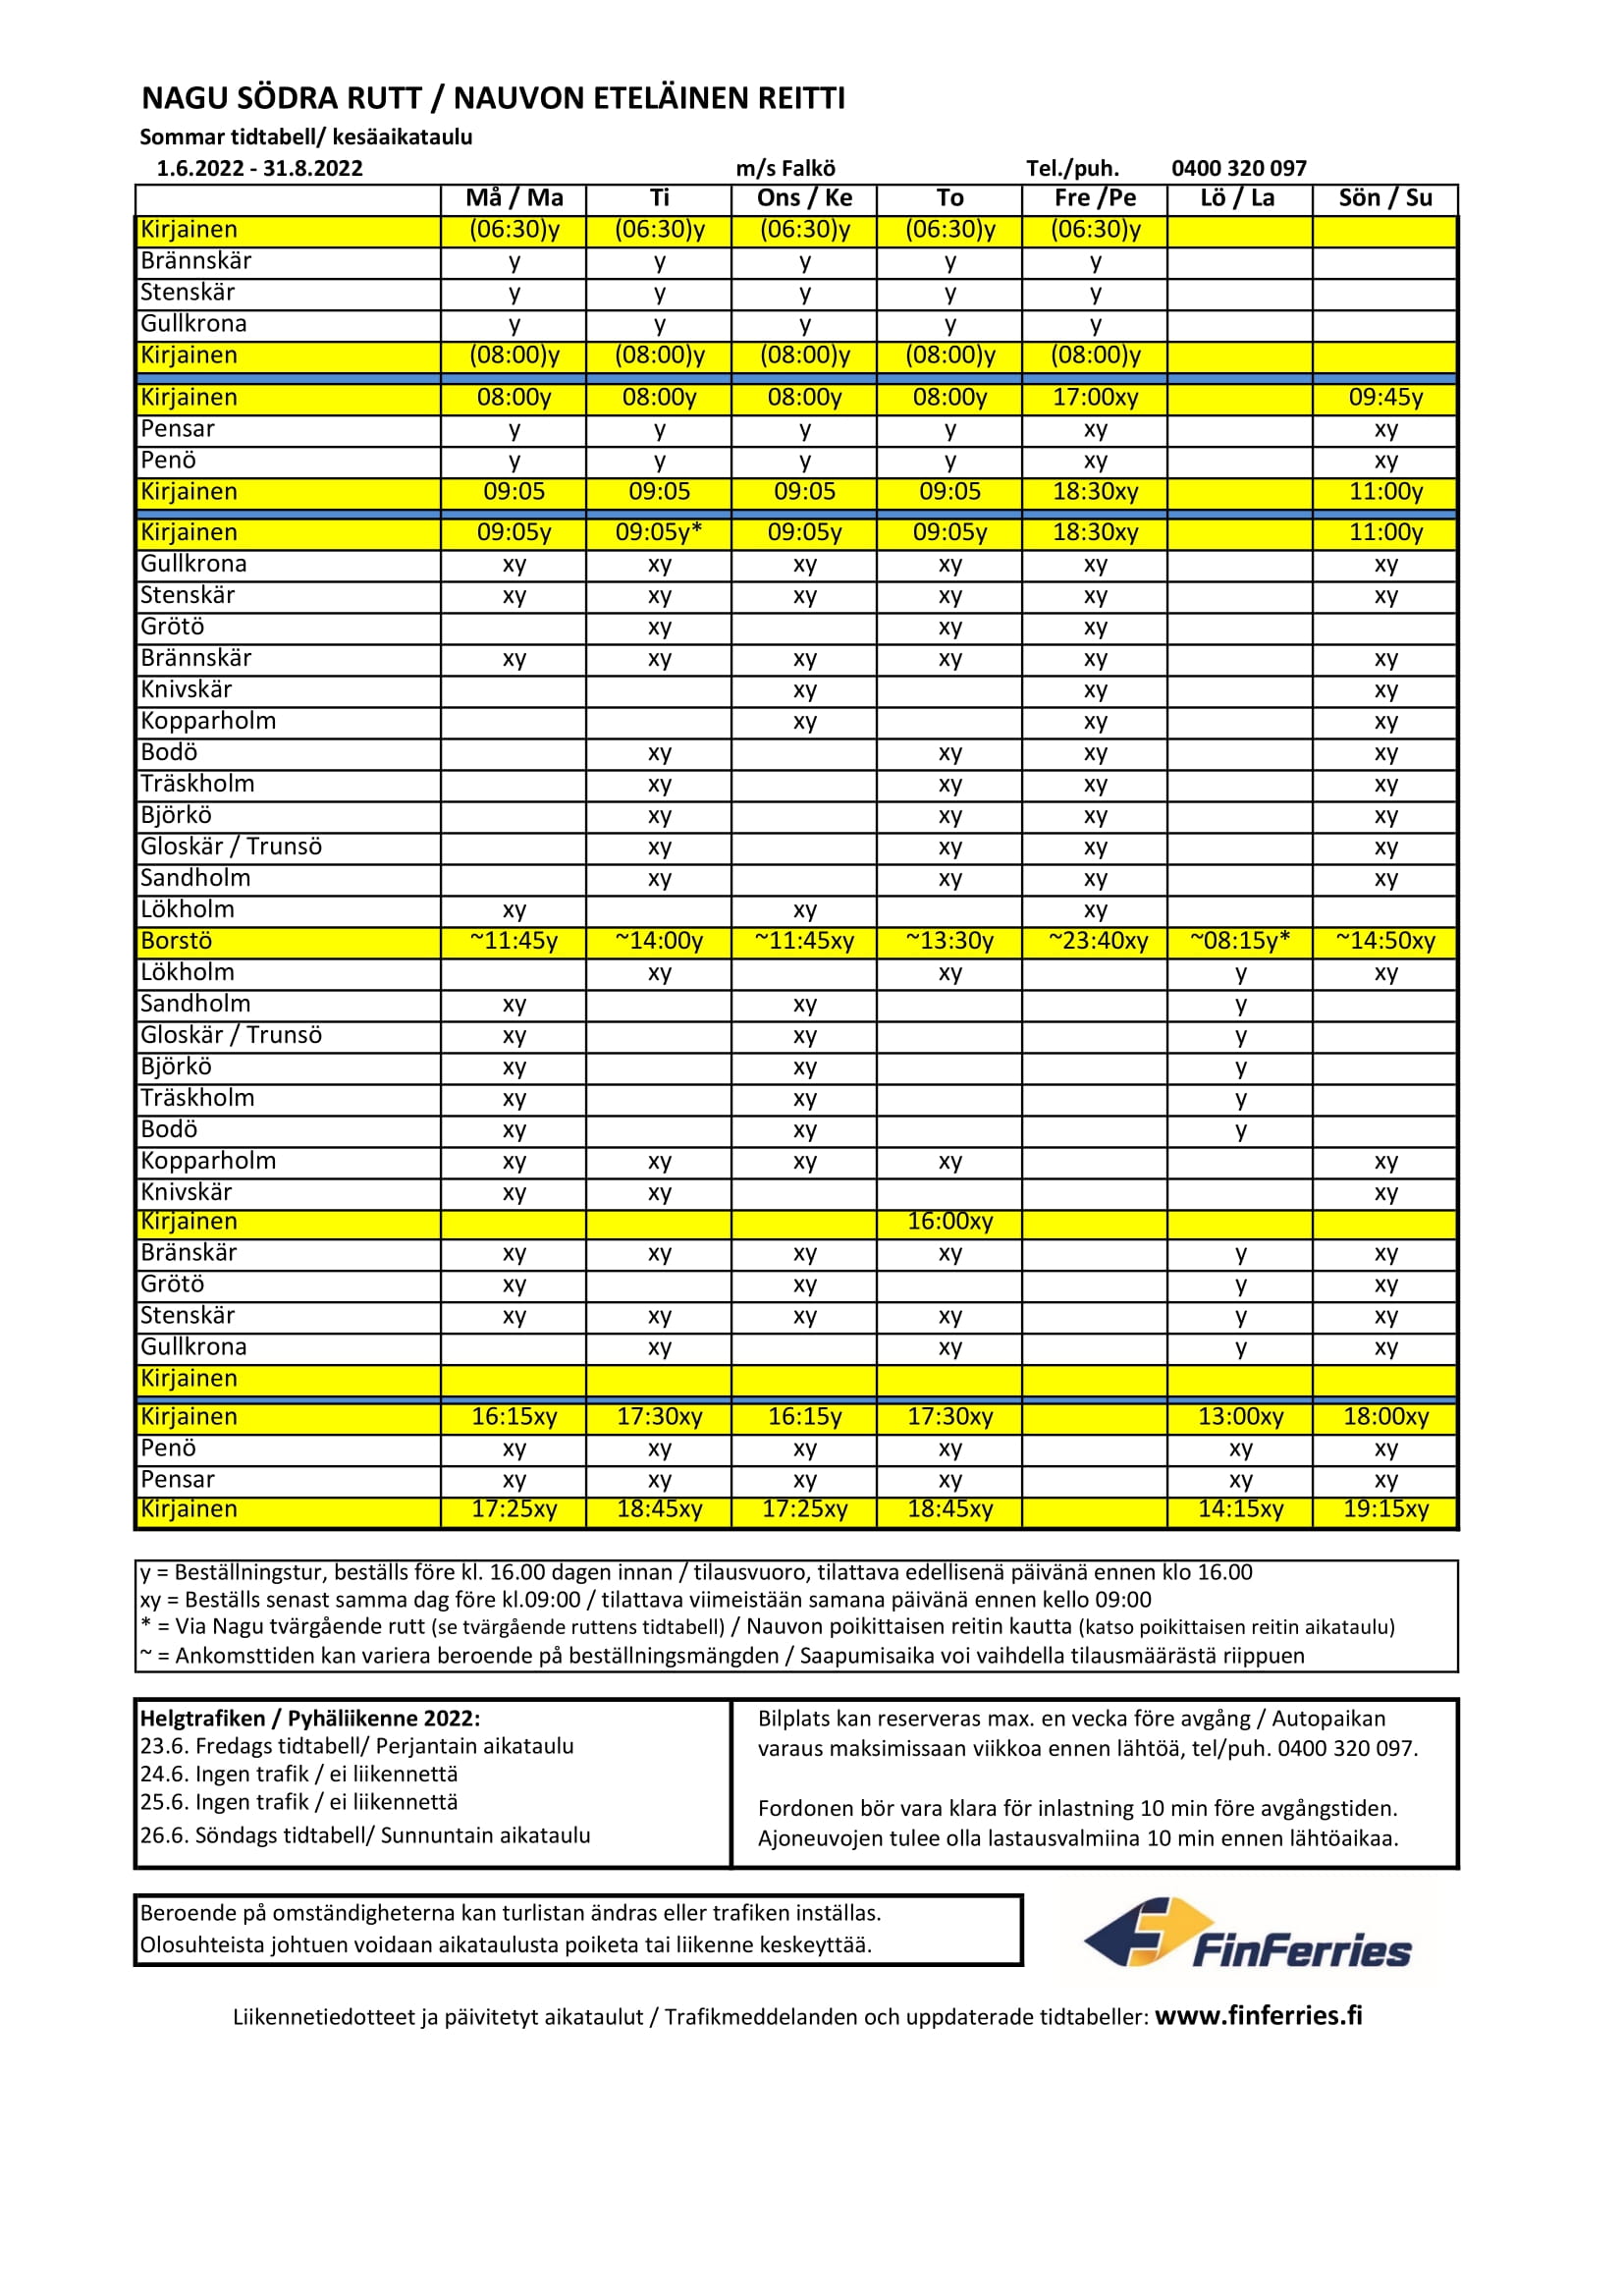 NAGU SÖDRA RUTT / NAUVON ETELÄINEN REITTI
Sommar tidtabell/ kesäaikataulu
1.6.2022 - 31.8.2022 m/s Falkö Tel./puh. 0400 320 097
Må / Ma Ti Ons / Ke To Fre /Pe Lö / La Sön / Su
Kirjainen (06:30)y (06:30)y (06:30)y (06:30)y (06:30)y
Brännskär y y y y y
Stenskär y y y y y
Gullkrona y y y y y
Kirjainen (08:00)y (08:00)y (08:00)y (08:00)y (08:00)y
Kirjainen 08:00y 08:00y 08:00y 08:00y 17:00xy 09:45y
Pensar y y y y xy xy
Penö y y y y xy xy
Kirjainen 09:05 09:05 09:05 09:05 18:30xy 11:00y
Kirjainen 09:05y 09:05y* 09:05y 09:05y 18:30xy 11:00y
Gullkrona xy xy xy xy xy xy
Stenskär xy xy xy xy xy xy
Grötö xy xy xy
Brännskär xy xy xy xy xy xy
Knivskär xy xy xy
Kopparholm xy xy xy
Bodö xy xy xy xy
Träskholm xy xy xy xy
Björkö xy xy xy xy
Gloskär / Trunsö xy xy xy xy
Sandholm xy xy xy xy
Lökholm xy xy xy
Borstö ~11:45y ~14:00y ~11:45xy ~13:30y ~23:40xy ~08:15y* ~14:50xy
Lökholm xy xy y xy
Sandholm xy xy y
Gloskär / Trunsö xy xy y
Björkö xy xy y
Träskholm xy xy y
Bodö xy xy y
Kopparholm xy xy xy xy xy
Knivskär xy xy xy
Kirjainen 16:00xy
Bränskär xy xy xy xy y xy
Grötö xy xy y xy
Stenskär xy xy xy xy y xy
Gullkrona xy xy y xy
Kirjainen
Kirjainen 16:15xy 17:30xy 16:15y 17:30xy 13:00xy 18:00xy
Penö xy xy xy xy xy xy
Pensar xy xy xy xy xy xy
Kirjainen 17:25xy 18:45xy 17:25xy 18:45xy 14:15xy 19:15xy
y = Beställningstur, beställs före kl. 16.00 dagen innan / tilausvuoro, tilattava edellisenä päivänä ennen klo 16.00
xy = Beställs senast samma dag före kl.09:00 / tilattava viimeistään samana päivänä ennen kello 09:00
* = Via Nagu tvärgående rutt (se tvärgående ruttens tidtabell) / Nauvon poikittaisen reitin kautta (katso poikittaisen reitin aikataulu)
~ = Ankomsttiden kan variera beroende på beställningsmängden / Saapumisaika voi vaihdella tilausmäärästä riippuen
Helgtrafiken / Pyhäliikenne 2022:
23.6. Fredags tidtabell/ Perjantain aikataulu
24.6. Ingen trafik / ei liikennettä
25.6. Ingen trafik / ei liikennettä
26.6. Söndags tidtabell/ Sunnuntain aikataulu
Bilplats kan reserveras max. en vecka före avgång / Autopaikan
varaus maksimissaan viikkoa ennen lähtöä, tel/puh. 0400 320 097.
Fordonen bör vara klara för inlastning 10 min före avgångstiden.
Ajoneuvojen tulee olla lastausvalmiina 10 min ennen lähtöaikaa.
Beroende på omständigheterna kan turlistan ändras eller trafiken inställas.
Olosuhteista johtuen voidaan aikataulusta poiketa tai liikenne keskeyttää.
FinFerries
Liikennetiedotteet ja päivitetyt aikataulut / Trafikmeddelanden och uppdaterade tidtabeller: www.finferries.fi